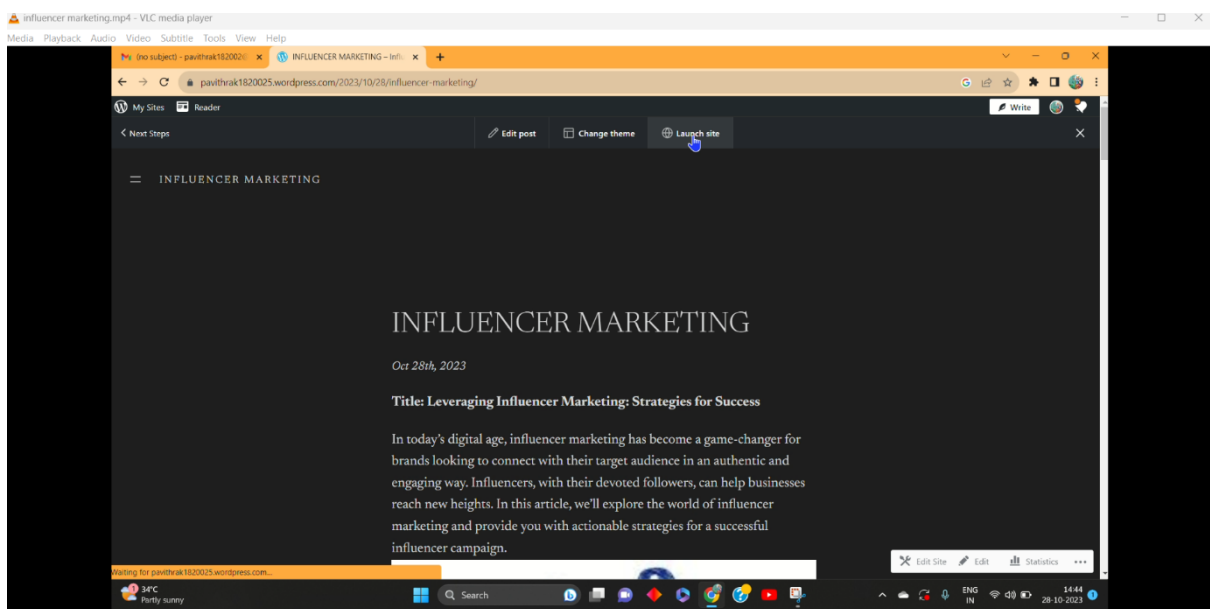 influencer marketing.mp4 - VLC media player
Media Playback Audio Video Subtitle Tools View Help
(no subject) - pavithrak182002
INFLUENCER MARKETING – Infl
pavithrak1820025.wordpress.com/2023/10/28/influencer-marketing/
My Sites Reader
Write
Next Steps
Edit post
Change theme
Launch site
INFLUENCER MARKETING
INFLUENCER MARKETING
Oct 28th, 2023
Title: Leveraging Influencer Marketing: Strategies for Success
In today's digital age, influencer marketing has become a game-changer for
brands looking to connect with their target audience in an authentic and
engaging way. Influencers, with their devoted followers, can help businesses
reach new heights. In this article, we'll explore the world of influencer
marketing and provide you with actionable strategies for a successful
influencer campaign.
Edit Site Edit Statistics
Waiting for pavithrak1820025.wordpress.com...
1
34°C
Partly sunny
Search
ENG
IN
14:44
28-10-2023
1